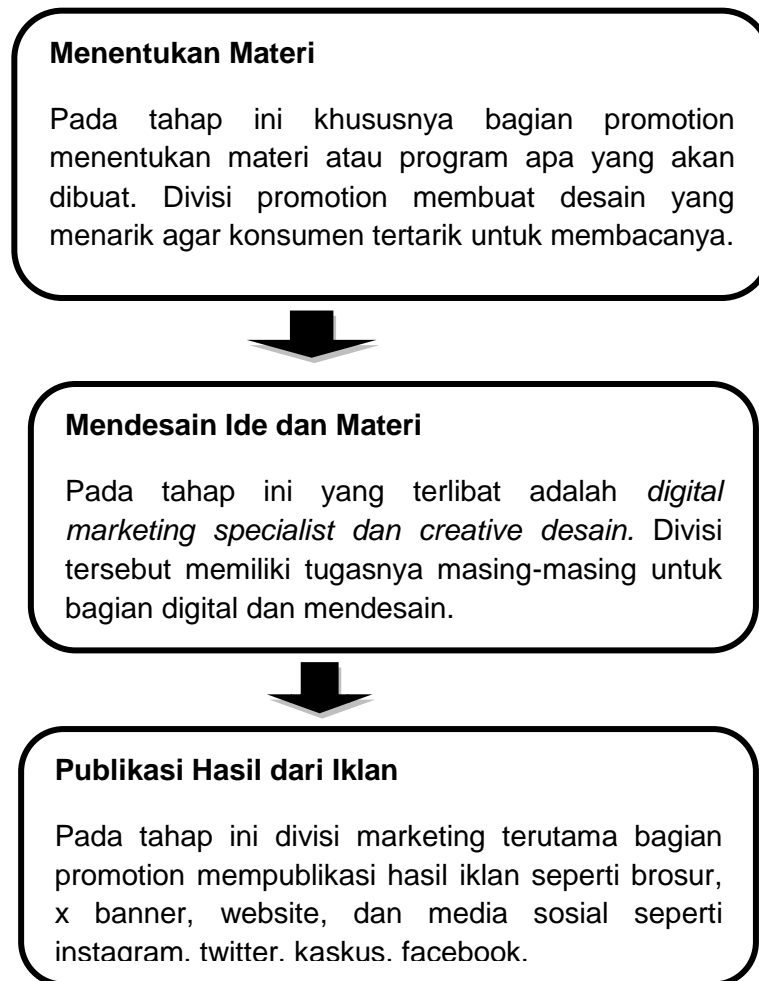 Menentukan Materi
Pada tahap ini khususnya bagian promotion
menentukan materi atau program apa yang akan
dibuat. Divisi promotion membuat desain yang
menarik agar konsumen tertarik untuk membacanya.
Mendesain Ide dan Materi
Pada tahap ini yang terlibat adalah digital
marketing specialist dan creative desain. Divisi
tersebut memiliki tugasnya masing-masing untuk
bagian digital dan mendesain.
Publikasi Hasil dari Iklan
Pada tahap ini divisi marketing terutama bagian
promotion mempublikasi hasil iklan seperti brosur,
x banner, website, dan media sosial seperti
instagram, twitter, kaskus, facebook.